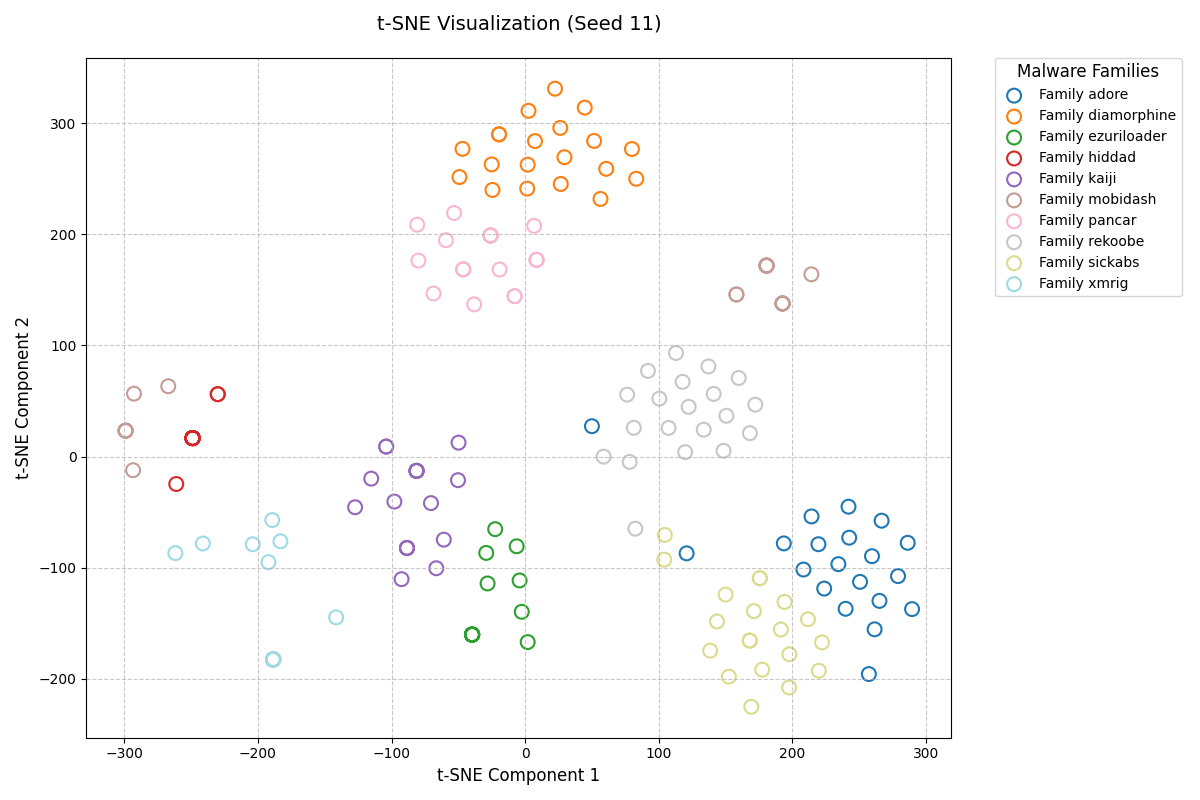 t-SNE Visualization (Seed 11)
Malware Families
Family adore
Family diamorphine
Family ezuriloader
Family hiddad
Family kaiji
Family mobidash
Family pancar
Family rekoobe
Family sickabs
Family xmrig
t-SNE Component 2
300
200
100
0
−100
−200
−300
−200
−100
0
100
200
300
t-SNE Component 1